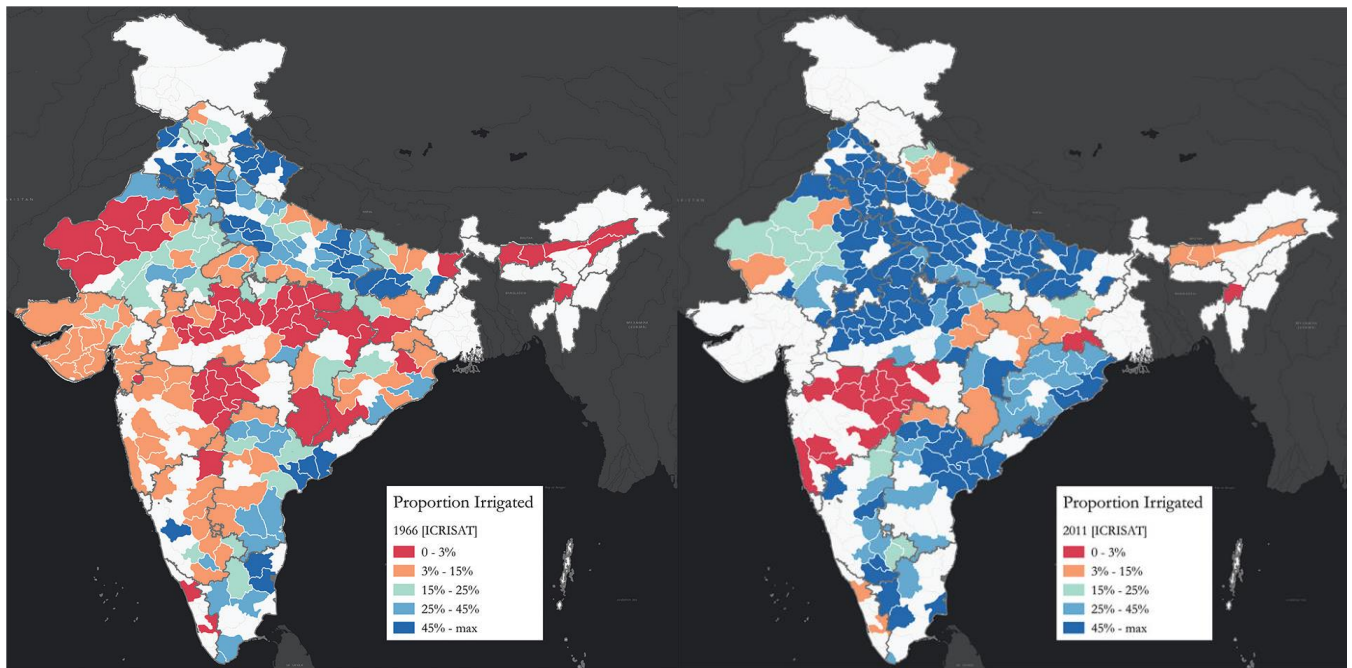 Proportion Irrigated
1966 [ICRISAT]
0 - 3%
3% - 15%
15% - 25%
25% - 45%
45% - max
Proportion Irrigated
2011 [ICRISAT]
0 - 3%
3% - 15%
15% - 25%
25% - 45%
45% - max